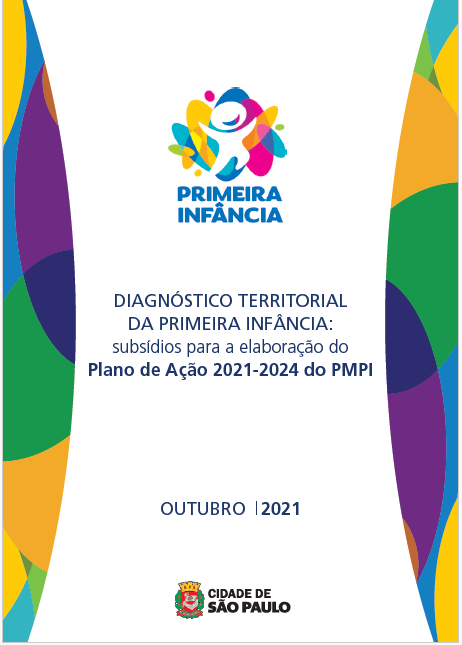 PRIMEIRA
INFÂNCIA
DIAGNÓSTICO TERRITORIAL
DA PRIMEIRA INFÂNCIA:
subsídios para a elaboração do
Plano de Ação 2021-2024 do PMPI
OUTUBRO | 2021
CIDADE DE
SÃO PAULO